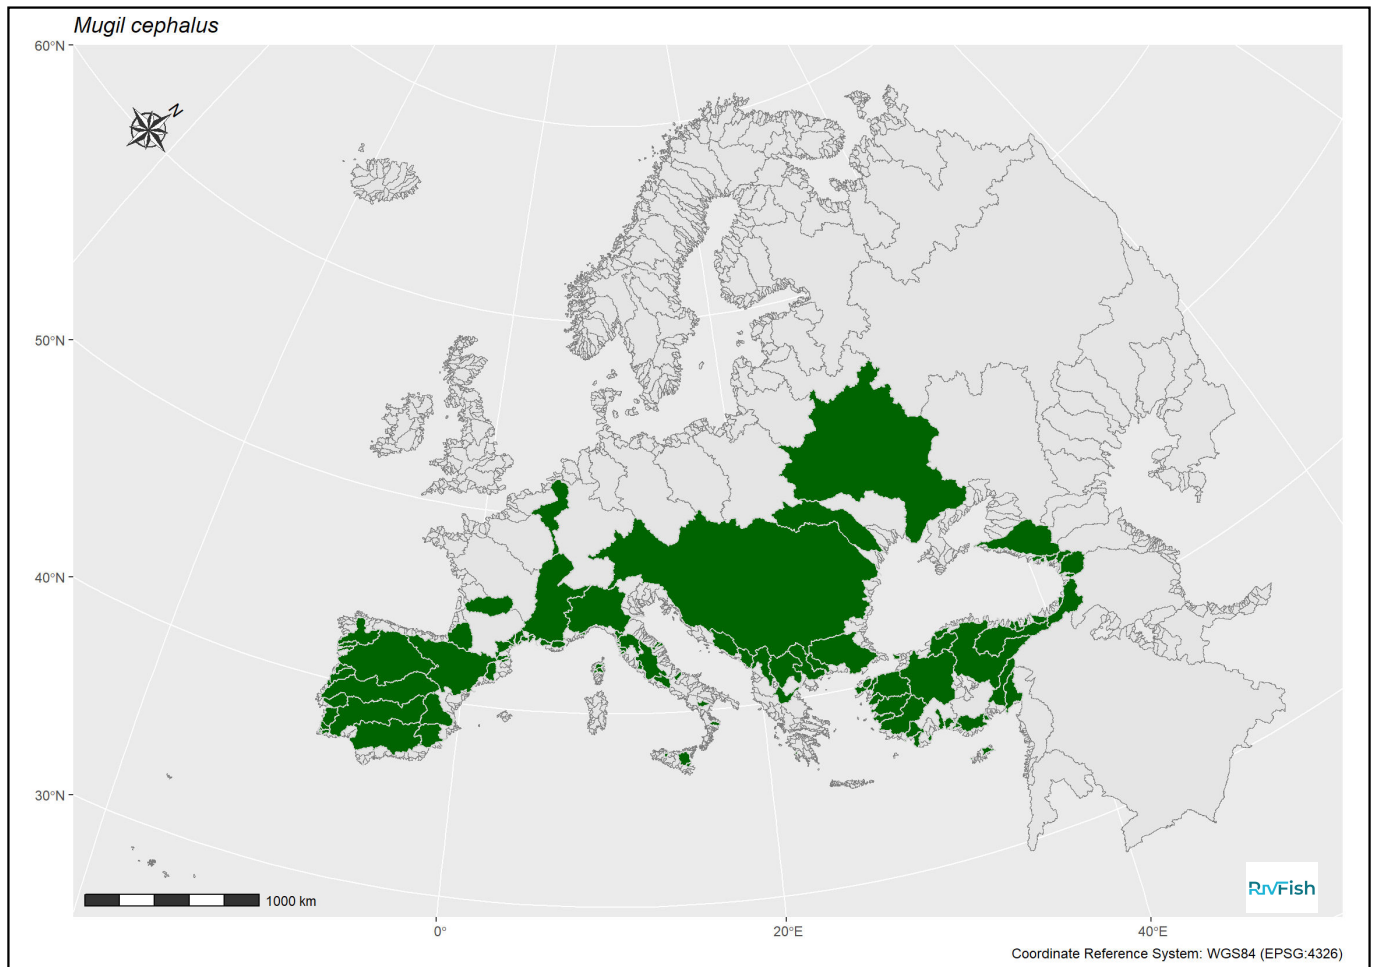 Mugil cephalus
60°N
N
50°N
40°N
30°N
1000 km
RivFish
0°
20°E
40°E
Coordinate Reference System: WGS84 (EPSG:4326)